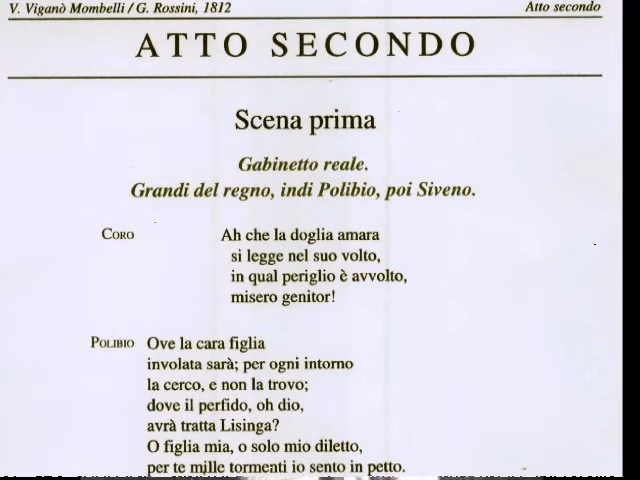 V. Viganò Mombelli / G. Rossini, 1812
Atto secondo
ATTO SECONDO
Scena prima
Gabinetto reale.
Grandi del regno, indi Polibio, poi Siveno.
CORO Ah che la doglia amara
si legge nel suo volto,
in qual periglio è avvolto,
misero genitor!
POLIBIO Ove la cara figlia
involata sarà; per ogni intorno
la cerco, e non la trovo;
dove il perfido, oh dio,
avrà tratta Lisinga?
O figlia mia, o solo mio diletto,
per te mille tormenti io sento in petto.